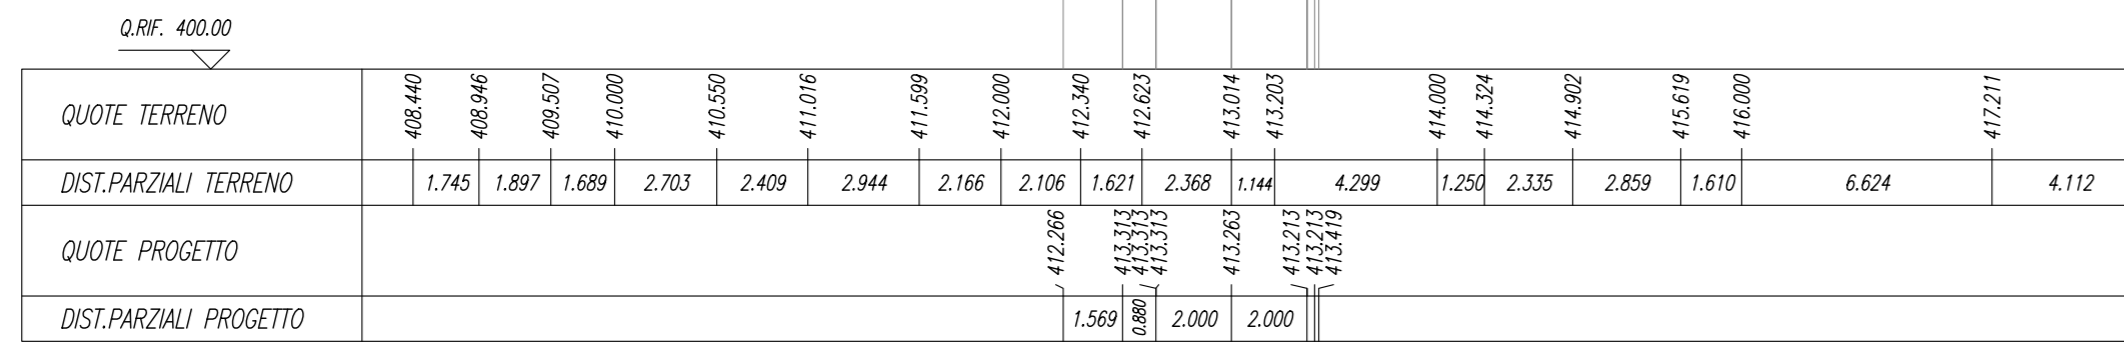 Q.RIF. 400.00
QUOTE TERRENO 408.440 408.946 409.507 410.000 410.550 411.016 411.599 412.000 412.340 412.623 413.014 413.203 414.000 414.324 414.902 415.619 416.000 417.211
DIST.PARZIALI TERRENO 1.745 1.897 1.689 2.703 2.409 2.944 2.166 2.106 1.621 2.368 1.144 4.299 1.250 2.335 2.859 1.610 6.624 4.112
QUOTE PROGETTO 412.266 413.313 413.313 413.313 413.263 413.213 413.213 413.419
DIST.PARZIALI PROGETTO 1.569 0.880 2.000 2.000